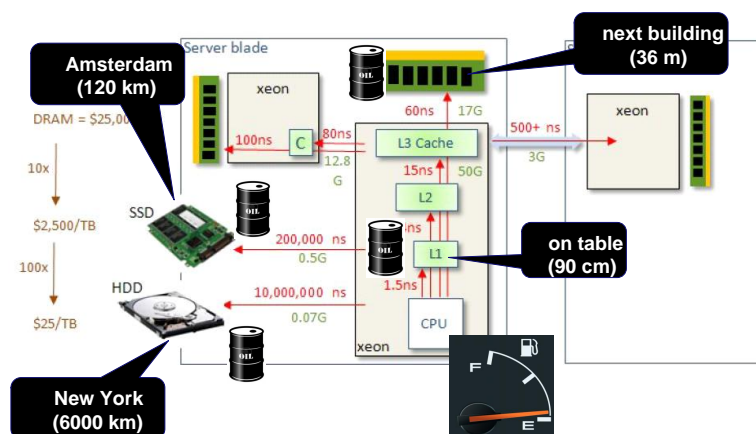 Server blade
Amsterdam
(120 km)
next building
(36 m)
OIL
xeon
DRAM = $25,00
60ns
17G
xeon
500+ ns
3G
100ns
C
80ns
12.8
G
L3 Cache
10x
15ns
50G
L2
$2,500/TB
SSD
OIL
OIL
200,000 ns
0.5G
L1
on table
(90 cm)
100x
HDD
10,000,000 ns
0.07G
1.5ns
$25/TB
CPU
OIL
xeon
F
E
New York
(6000 km)